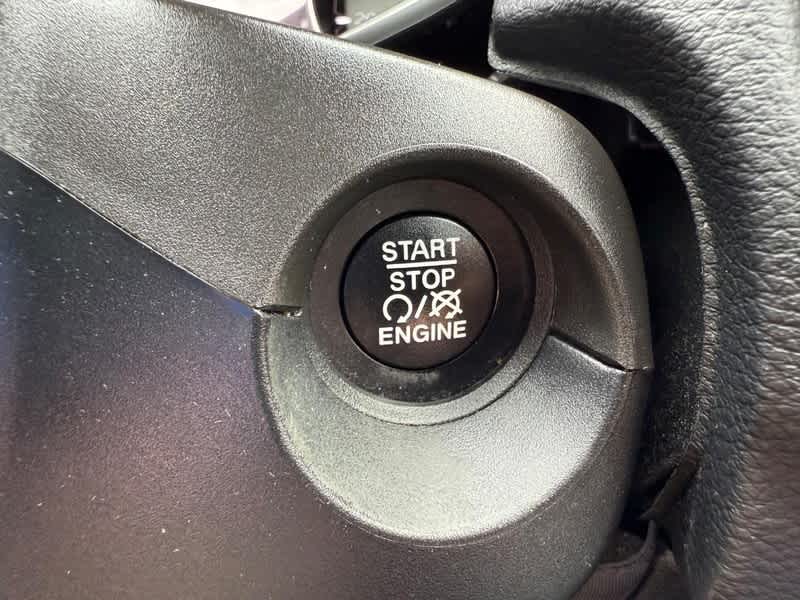 START
STOP
/
ENGINE